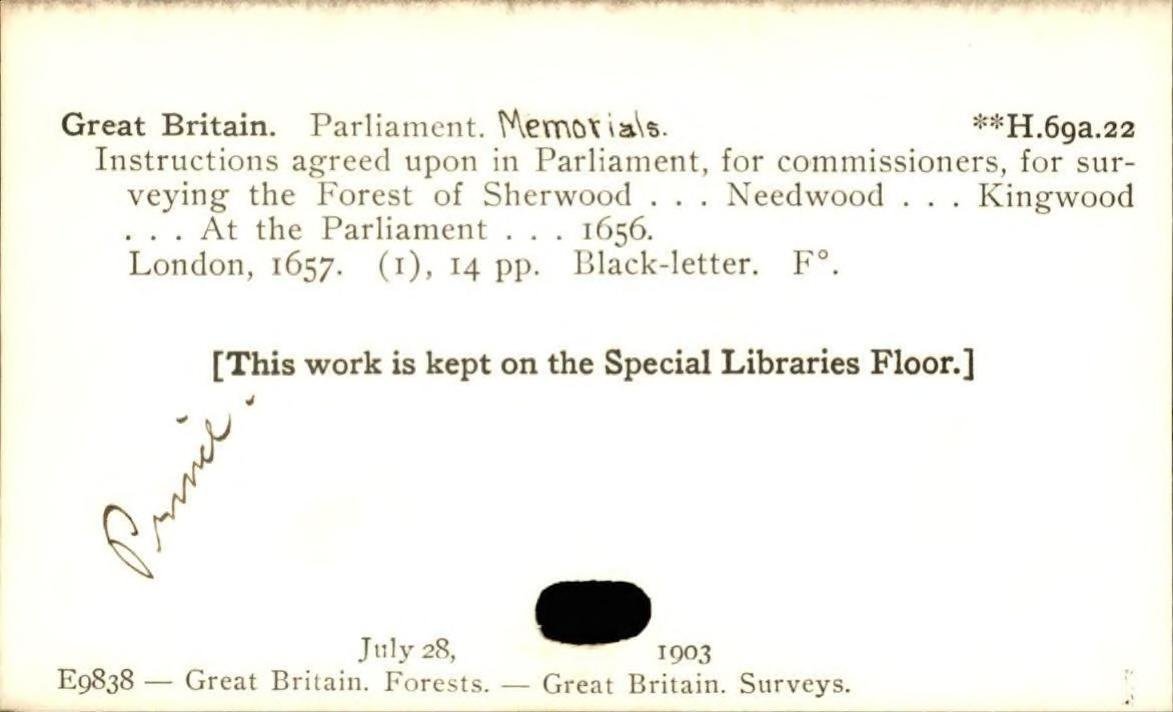 Great Britain. Parliament. Memorials. **H.69a.22
Instructions agreed upon in Parliament, for commissioners, for sur-
veying the Forest of Sherwood . . . Needwood . . . Kingwood
. . . At the Parliament . . . 1656.
London, 1657. (1), 14 pp. Black-letter. F°.
[This work is kept on the Special Libraries Floor.]
July 28, 1903
E9838 — Great Britain. Forests. — Great Britain. Surveys.